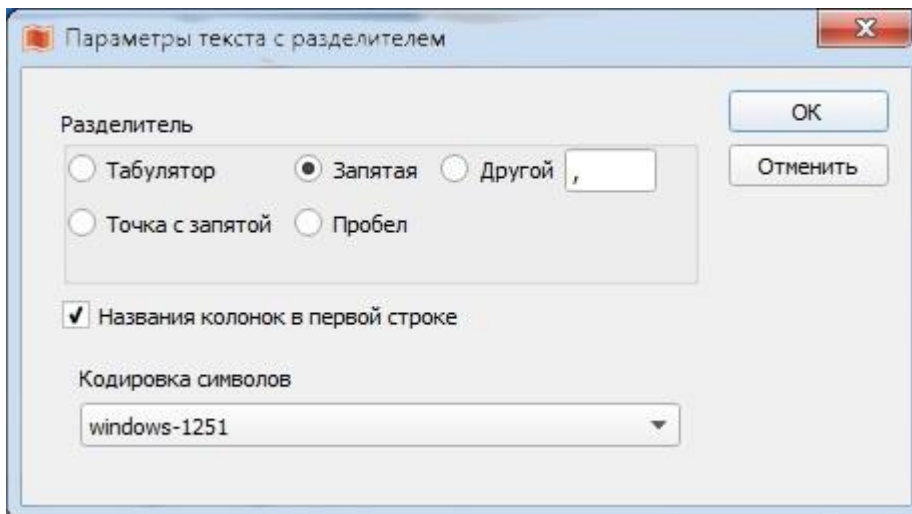 Параметры текста с разделителем
Разделитель
OK
Табулятор Запятая Другой ,
Отменить
Точка с запятой Пробел
Названия колонок в первой строке
Кодировка символов
windows-1251